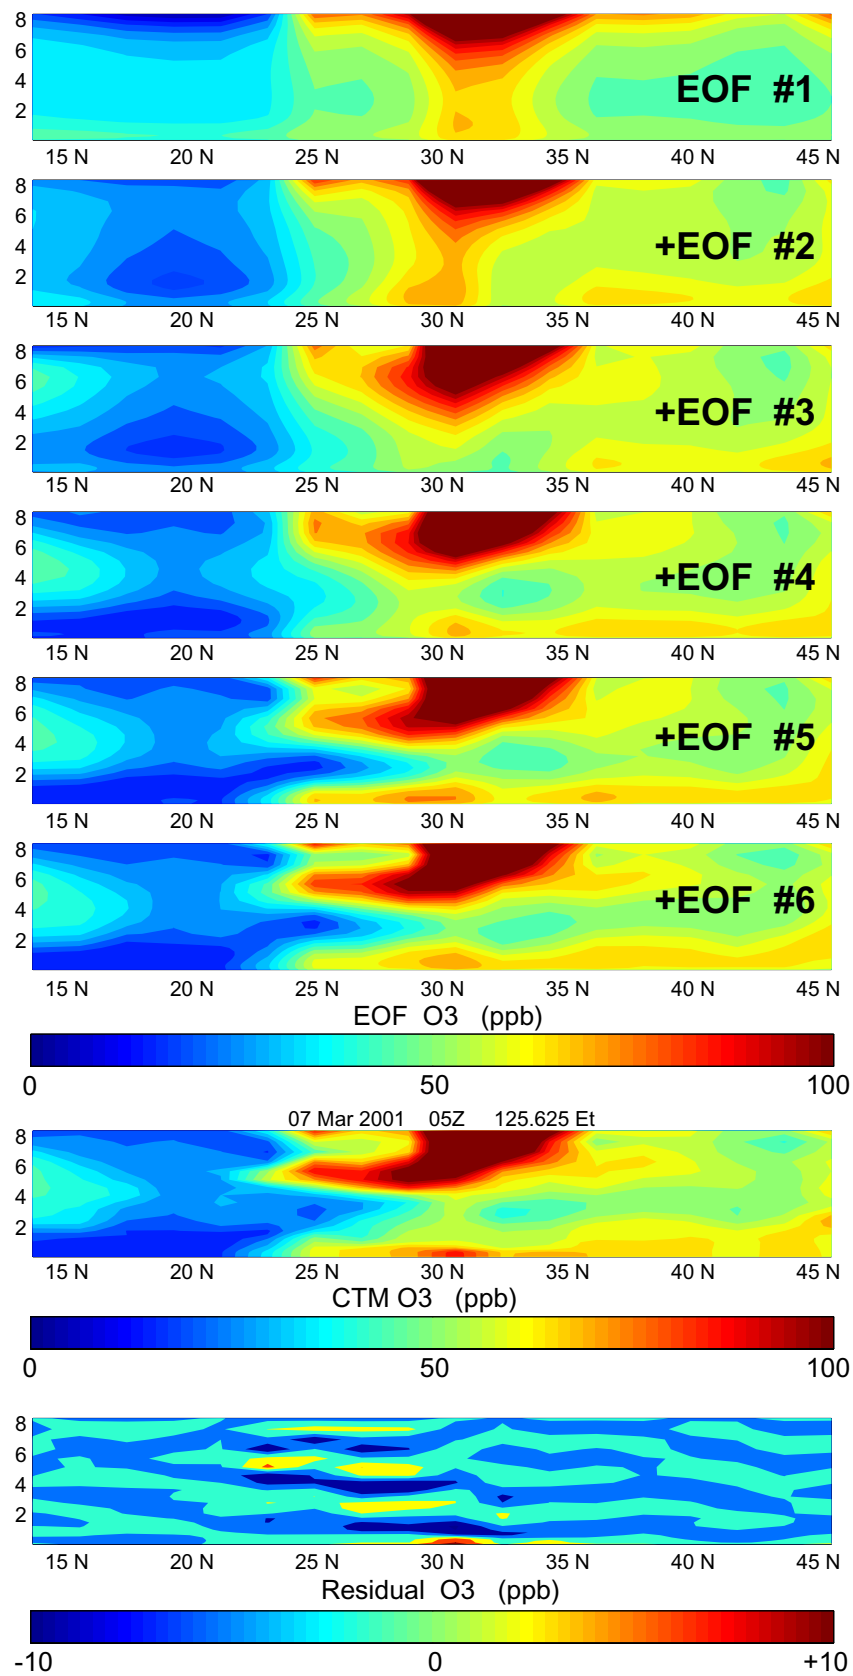 8
6
4
2
EOF #1
15 N 20 N 25 N 30 N 35 N 40 N 45 N
8
6
4
2
+EOF #2
15 N 20 N 25 N 30 N 35 N 40 N 45 N
8
6
4
2
+EOF #3
15 N 20 N 25 N 30 N 35 N 40 N 45 N
8
6
4
2
+EOF #4
15 N 20 N 25 N 30 N 35 N 40 N 45 N
8
6
4
2
+EOF #5
15 N 20 N 25 N 30 N 35 N 40 N 45 N
8
6
4
2
+EOF #6
15 N 20 N 25 N 30 N 35 N 40 N 45 N
EOF O3 (ppb)
0 50 100
07 Mar 2001 05Z 125.625 Et
8
6
4
2
15 N 20 N 25 N 30 N 35 N 40 N 45 N
CTM O3 (ppb)
0 50 100
8
6
4
2
15 N 20 N 25 N 30 N 35 N 40 N 45 N
Residual O3 (ppb)
-10 0 +10